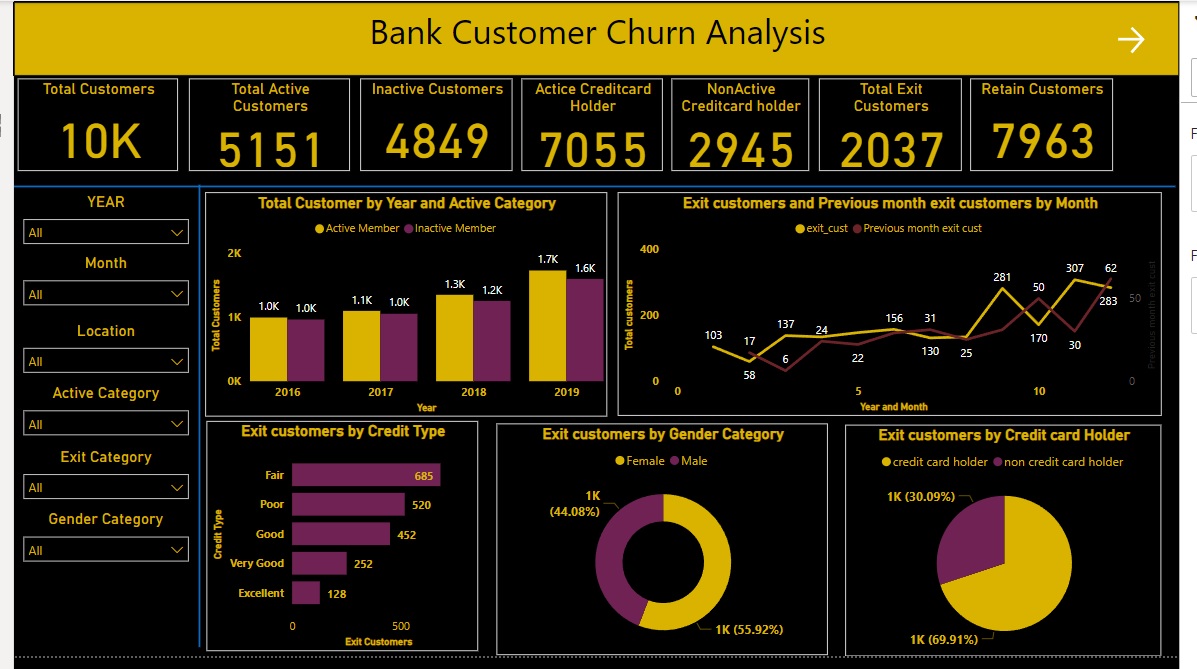 Bank Customer Churn Analysis
Total Customers
10K
Total Active
Customers
5151
Inactive Customers
4849
Actice Creditcard
Holder
7055
NonActive
Creditcard holder
2945
Total Exit
Customers
2037
Retain Customers
7963
YEAR
All
Month
All
Location
All
Active Category
All
Exit Category
All
Gender Category
All
Total Customer by Year and Active Category
Active Member Inactive Member
Total Customers
2K
1K
0K
1.0K 1.0K
1.1K 1.0K
1.3K 1.2K
1.7K 1.6K
2016 2017 2018 2019
Year
Exit customers and Previous month exit customers by Month
exit_cust Previous month exit cust
Total customers
400
200
0
103
17
58
137
6
24
22
156
31
130
25
281
50
170
307
30
62
283
50
0
Previous month exit cust
0 5 10
Year and Month
Exit customers by Credit Type
Credit Type
Fair 685
Poor 520
Good 452
Very Good 252
Excellent 128
0 500
Exit Customers
Exit customers by Gender Category
Female Male
1K
(44.08%)
1K (55.92%)
Exit customers by Credit card Holder
credit card holder non credit card holder
1K (30.09%)
1K (69.91%)